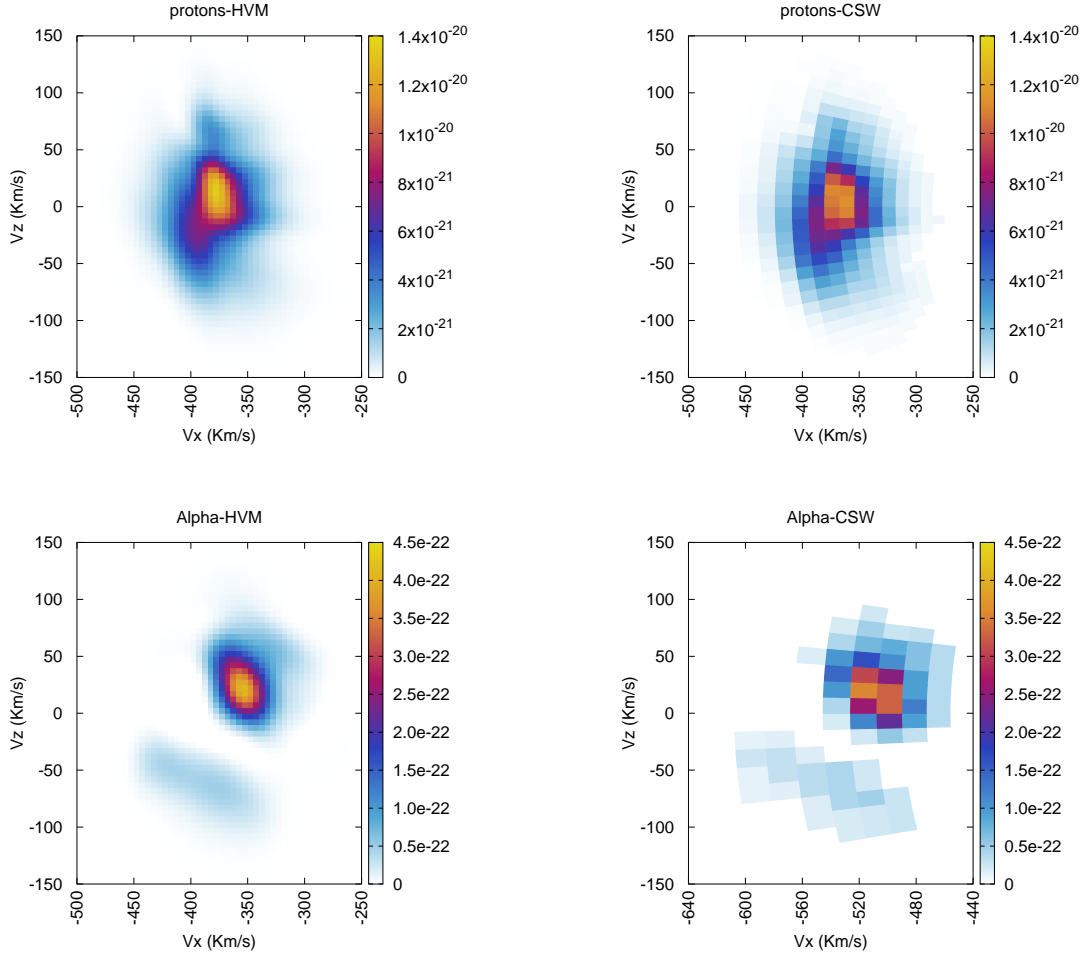 protons-HVM
150
100
50
0
-50
-100
-150
Vz (Km/s)
-500
-450
-400
-350
-300
-250
Vx (Km/s)
1.4x10^-20
1.2x10^-20
1x10^-20
8x10^-21
6x10^-21
4x10^-21
2x10^-21
0
protons-CSW
150
100
50
0
-50
-100
-150
Vz (Km/s)
-500
-450
-400
-350
-300
-250
Vx (Km/s)
1.4x10^-20
1.2x10^-20
1x10^-20
8x10^-21
6x10^-21
4x10^-21
2x10^-21
0
Alpha-HVM
150
100
50
0
-50
-100
-150
Vz (Km/s)
-500
-450
-400
-350
-300
-250
Vx (Km/s)
4.5e-22
4.0e-22
3.5e-22
3.0e-22
2.5e-22
2.0e-22
1.5e-22
1.0e-22
0.5e-22
0
Alpha-CSW
150
100
50
0
-50
-100
-150
Vz (Km/s)
-640
-600
-560
-520
-480
-440
Vx (Km/s)
4.5e-22
4.0e-22
3.5e-22
3.0e-22
2.5e-22
2.0e-22
1.5e-22
1.0e-22
0.5e-22
0